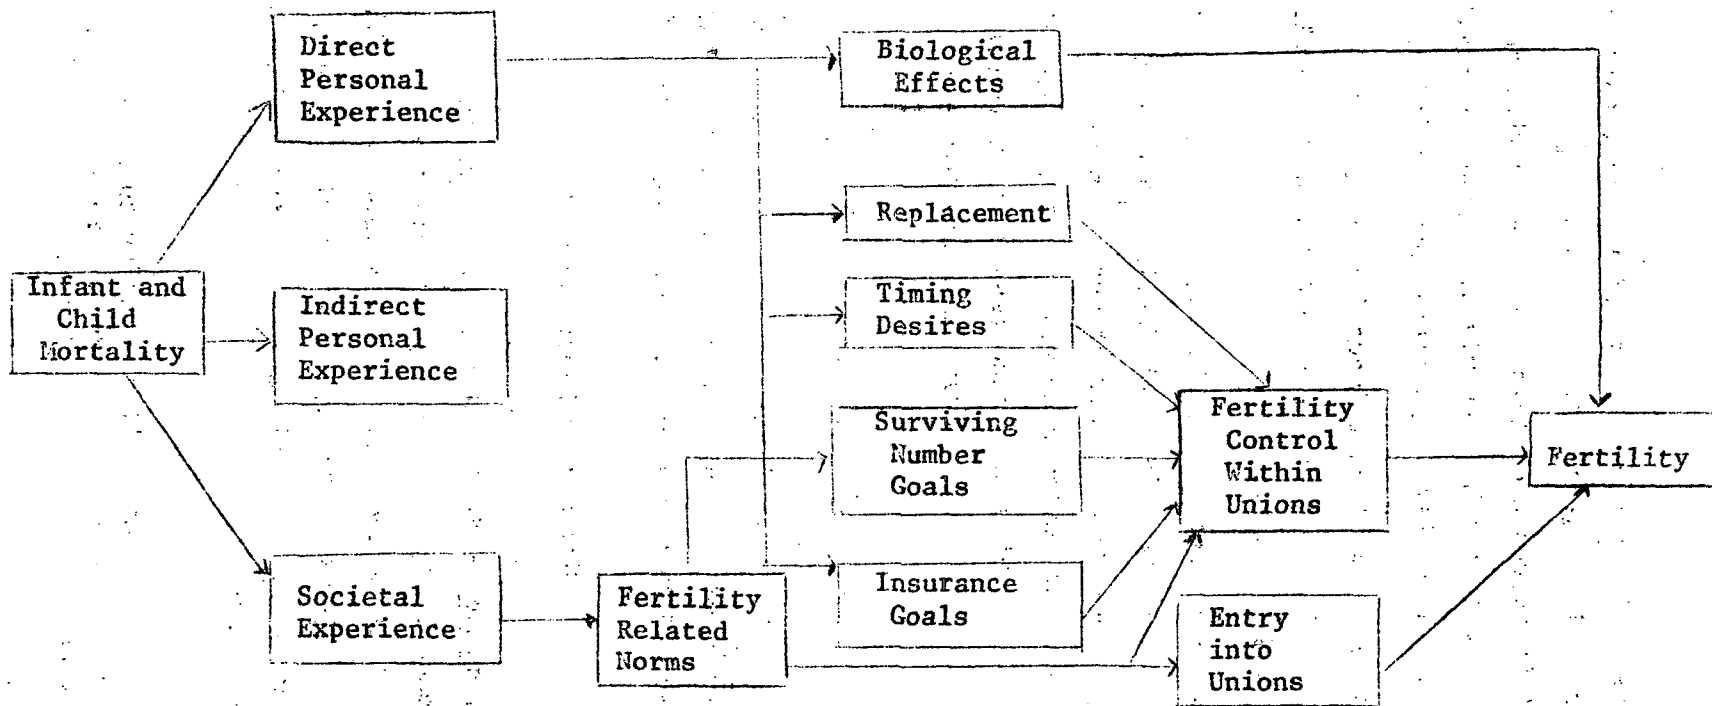 Direct
Personal
Experience
Biological
Effects
Replacement
Infant and
Child
Mortality
Indirect
Personal
Experience
Timing
Desires
Surviving
Number
Goals
Fertility
Control
Within
Unions
Fertility
Societal
Experience
Fertility
Related
Norms
Insurance
Goals
Entry
into
Unions